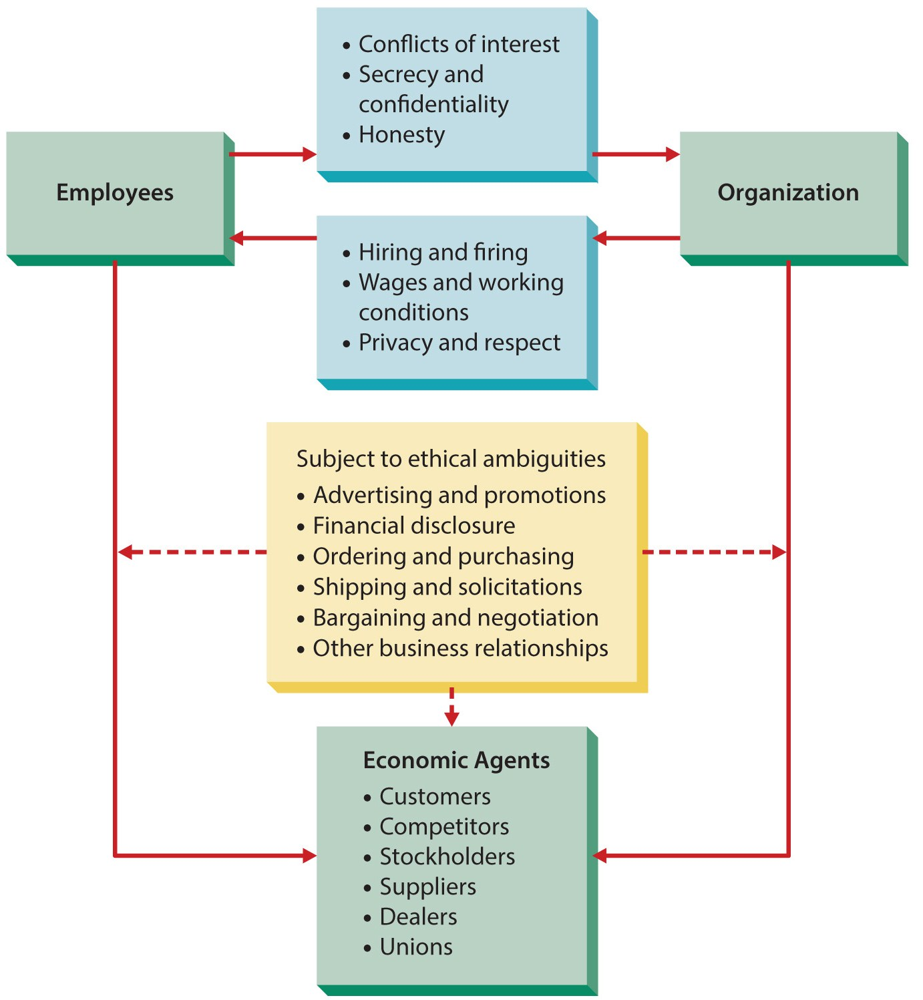 • Conflicts of interest
• Secrecy and
confidentiality
• Honesty
Employees
Organization
• Hiring and firing
• Wages and working
conditions
• Privacy and respect
Subject to ethical ambiguities
• Advertising and promotions
• Financial disclosure
• Ordering and purchasing
• Shipping and solicitations
• Bargaining and negotiation
• Other business relationships
Economic Agents
• Customers
• Competitors
• Stockholders
• Suppliers
• Dealers
• Unions